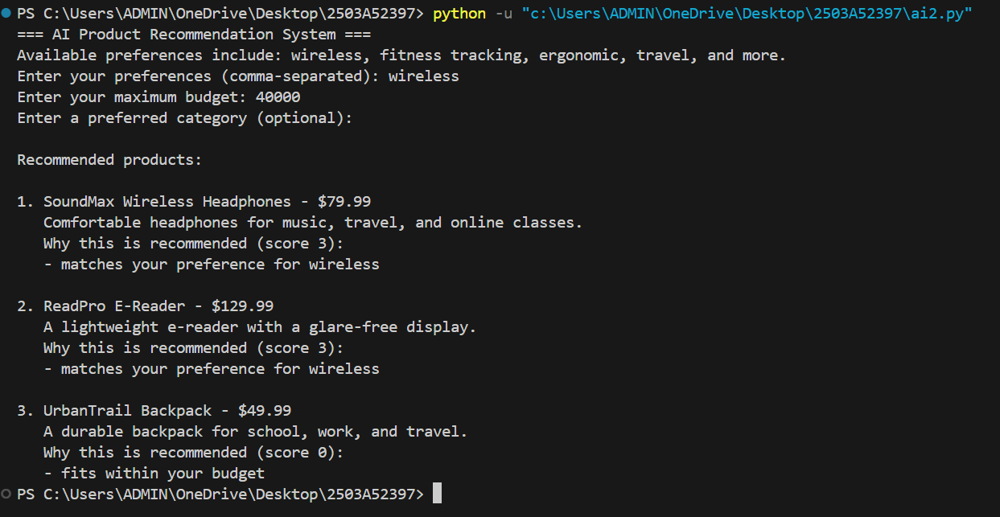 PS C:\Users\ADMIN\OneDrive\Desktop\2503A52397> python -u "c:\Users\ADMIN\OneDrive\Desktop\2503A52397\ai2.py"
=== AI Product Recommendation System ===
Available preferences include: wireless, fitness tracking, ergonomic, travel, and more.
Enter your preferences (comma-separated): wireless
Enter your maximum budget: 40000
Enter a preferred category (optional):
Recommended products:
1. SoundMax Wireless Headphones - $79.99
Comfortable headphones for music, travel, and online classes.
Why this is recommended (score 3):
- matches your preference for wireless
2. ReadPro E-Reader - $129.99
A lightweight e-reader with a glare-free display.
Why this is recommended (score 3):
- matches your preference for wireless
3. UrbanTrail Backpack - $49.99
A durable backpack for school, work, and travel.
Why this is recommended (score 0):
- fits within your budget
PS C:\Users\ADMIN\OneDrive\Desktop\2503A52397>